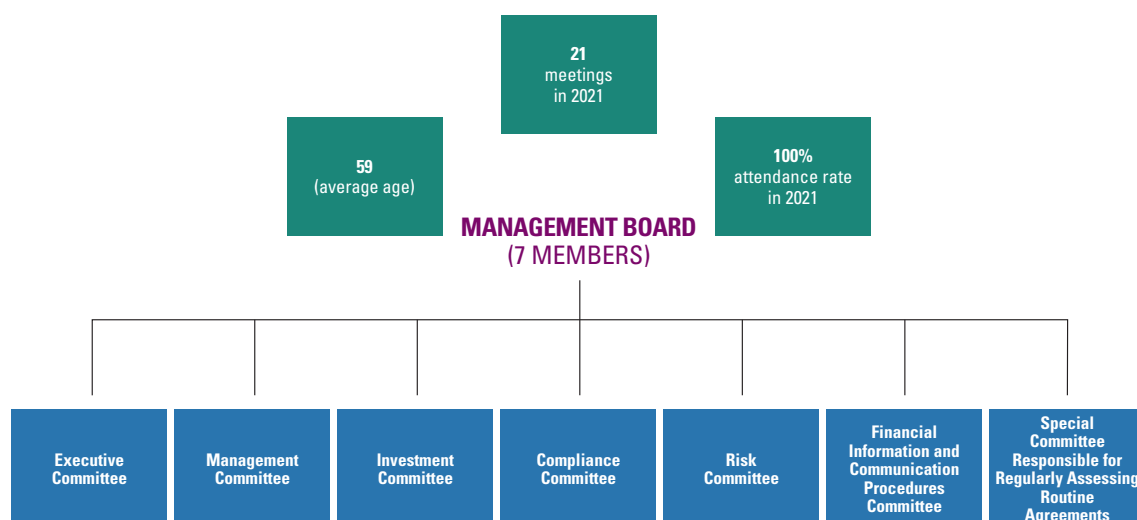 21
meetings
in 2021
59
(average age)
100%
attendance rate
in 2021
MANAGEMENT BOARD
(7 MEMBERS)
Executive
Committee
Management
Committee
Investment
Committee
Compliance
Committee
Risk
Committee
Financial
Information and
Communication
Procedures
Committee
Special
Committee
Responsible for
Regularly Assessing
Routine
Agreements